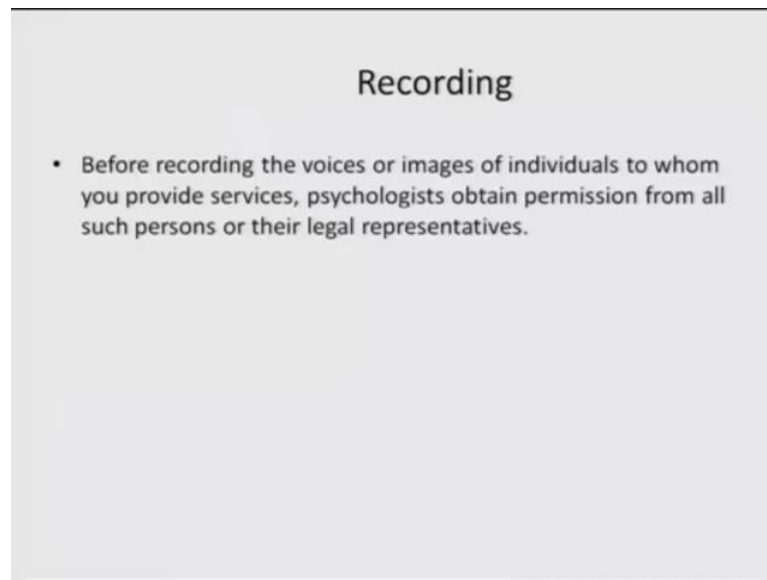 Recording
• Before recording the voices or images of individuals to whom
you provide services, psychologists obtain permission from all
such persons or their legal representatives.